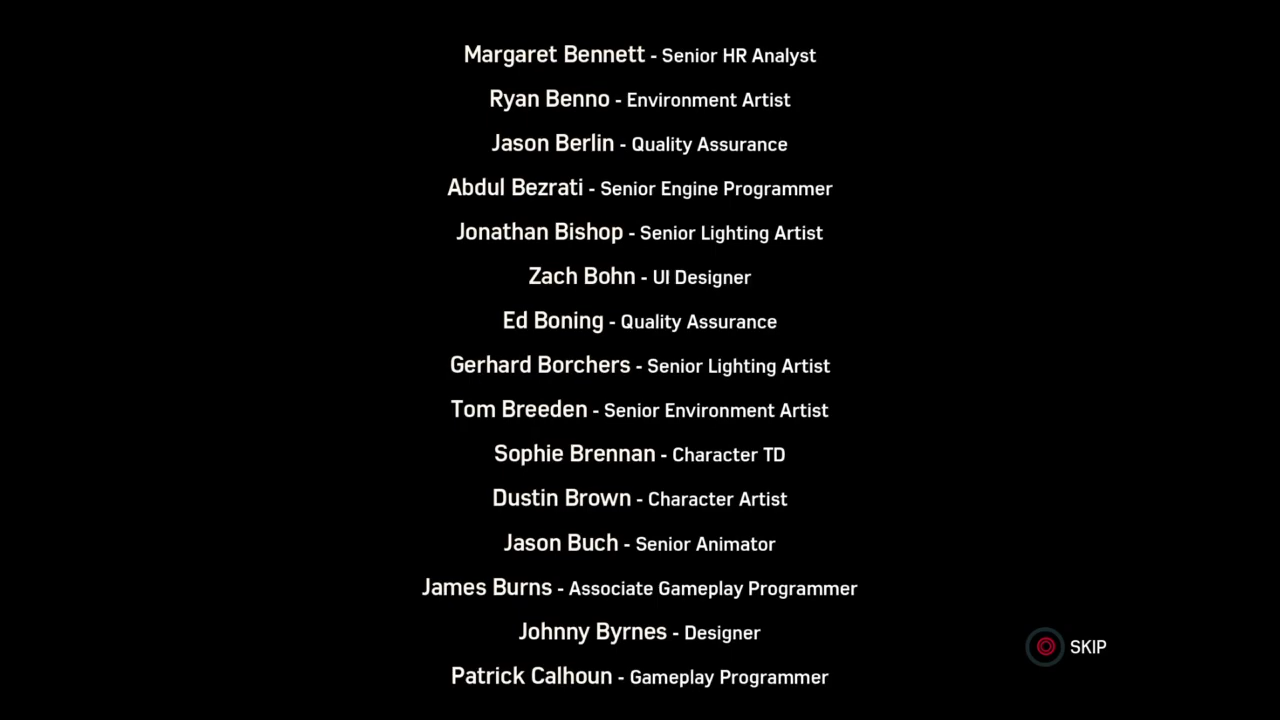 Margaret Bennett - Senior HR Analyst
Ryan Benno - Environment Artist
Jason Berlin - Quality Assurance
Abdul Bezrati - Senior Engine Programmer
Jonathan Bishop - Senior Lighting Artist
Zach Bohn - UI Designer
Ed Boning - Quality Assurance
Gerhard Borchers - Senior Lighting Artist
Tom Breeden - Senior Environment Artist
Sophie Brennan - Character TD
Dustin Brown - Character Artist
Jason Buch - Senior Animator
James Burns - Associate Gameplay Programmer
Johnny Byrnes - Designer
SKIP
Patrick Calhoun - Gameplay Programmer